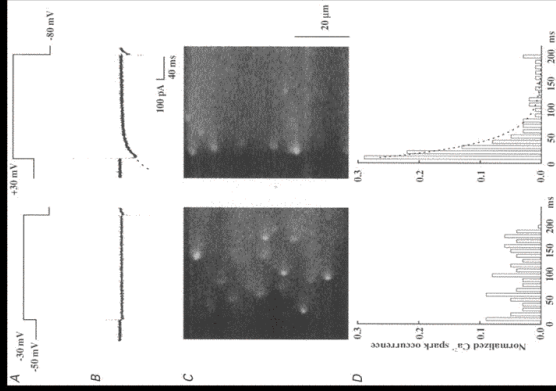 A
-30 mV
-50 mV
+30 mV
-80 mV
B
100 pA
40 ms
C
20 µm
D
Normalized Ca²⁺ spark occurrence
0.3
0.2
0.1
0.0
0 50 100 150 200 ms
0.3
0.2
0.1
0.0
0 50 100 150 200 ms